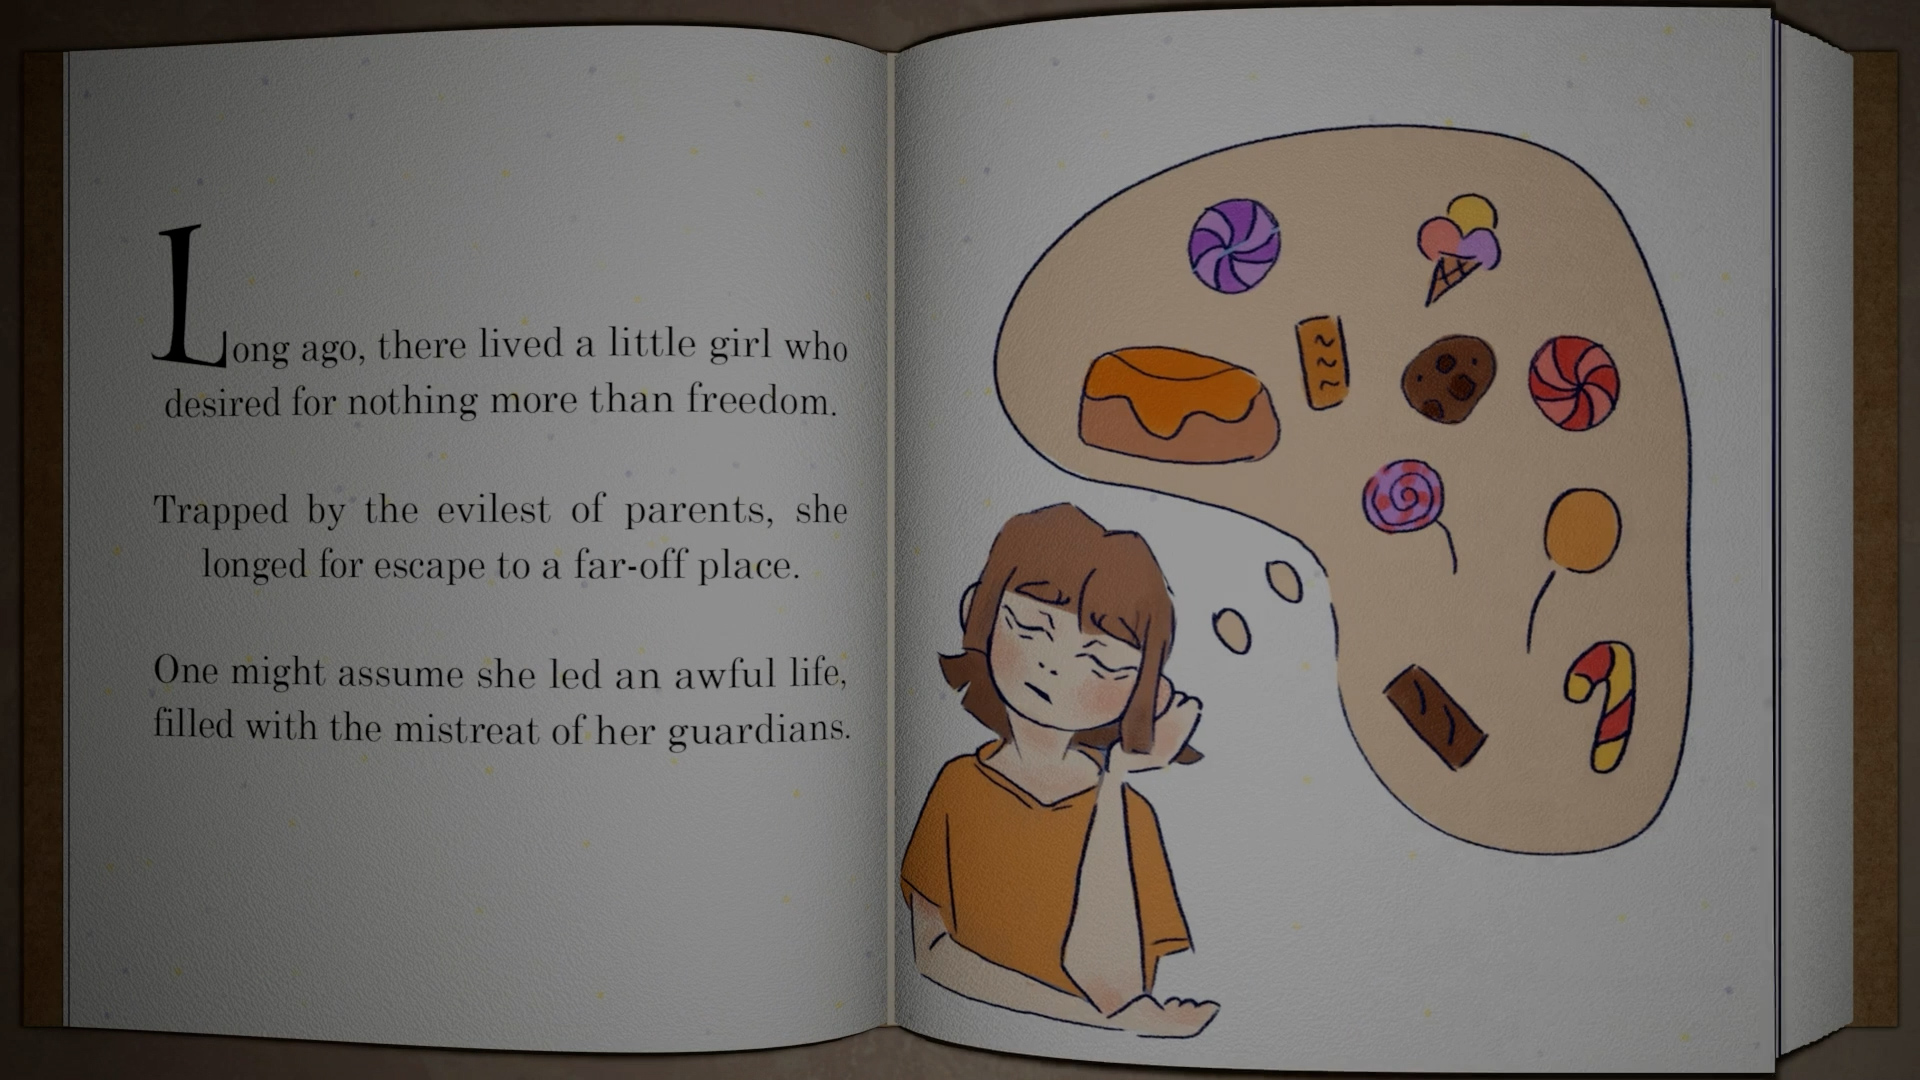 Long ago, there lived a little girl who
desired for nothing more than freedom.
Trapped by the evilest of parents, she
longed for escape to a far-off place.
One might assume she led an awful life,
filled with the mistreat of her guardians.